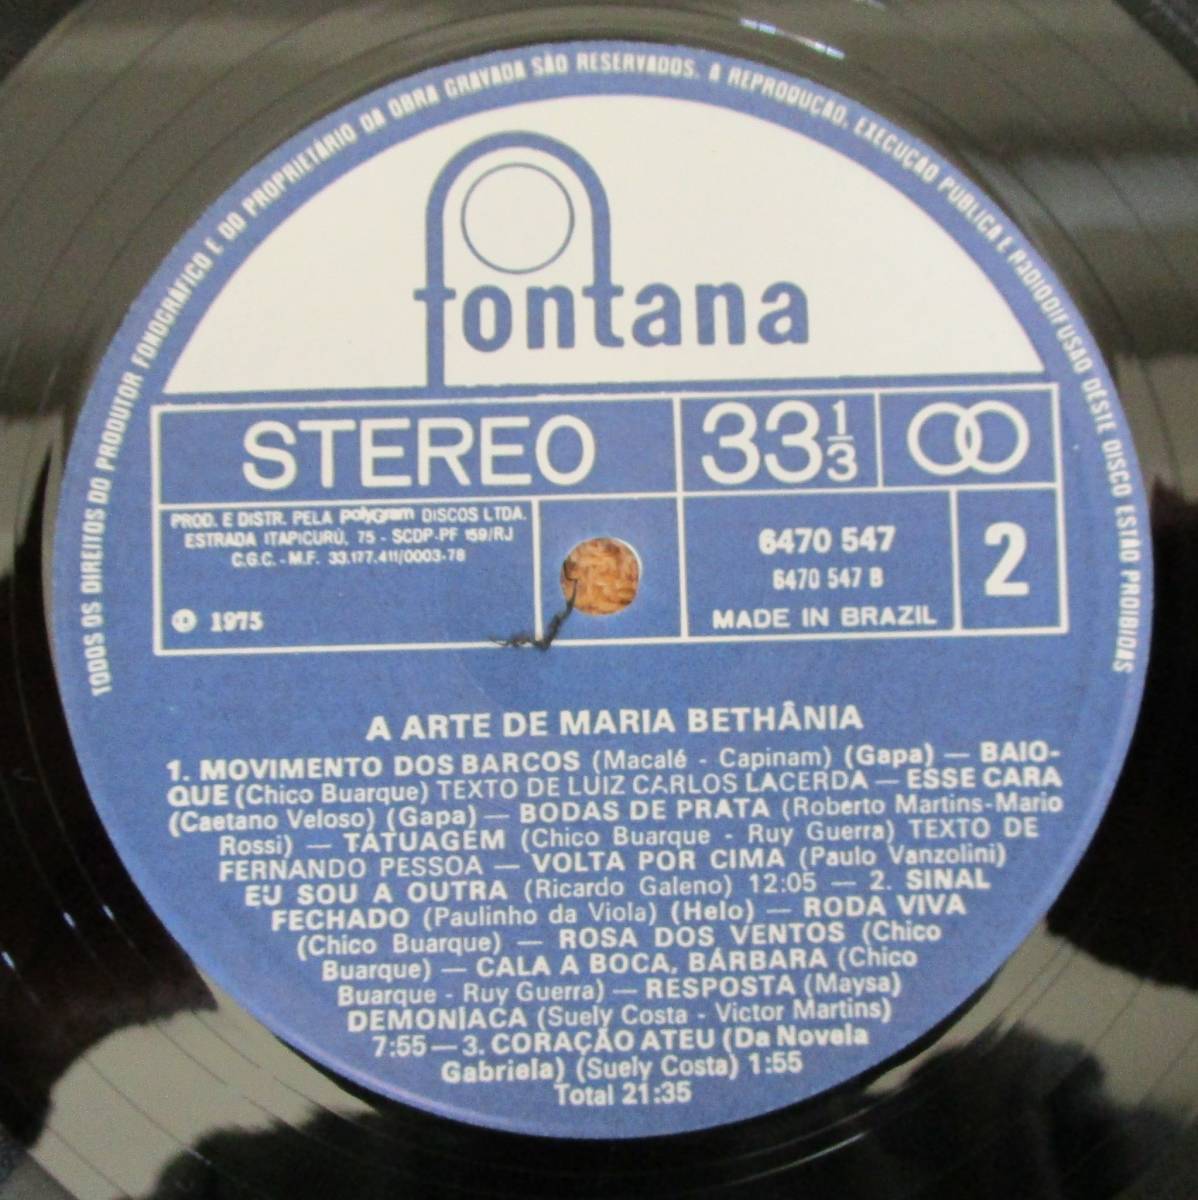 TODOS OS DIREITOS DO PRODUTOR FONOGRÁFICO E DO PROPRIETÁRIO DA OBRA GRAVADA SÃO RESERVADOS. A REPRODUÇÃO, EXECUÇÃO PUBLICA E RADIODIFUSÃO DESTE DISCO ESTÃO PROIBIDAS
fontana
STEREO
33 1/3
PROD. E DISTR. PELA polyGram DISCOS LTDA.
ESTRADA ITAPICURÚ, 75 - SCDP-PF 159/RJ
C.G.C. - M.F. 33.177.411/0003-78
℗ 1975
6470 547
6470 547 B
MADE IN BRAZIL
2
A ARTE DE MARIA BETHÂNIA
1. MOVIMENTO DOS BARCOS (Macalé - Capinam) (Gapa) — BAIO-
QUE (Chico Buarque) TEXTO DE LUIZ CARLOS LACERDA — ESSE CARA
(Caetano Veloso) (Gapa) — BODAS DE PRATA (Roberto Martins-Mario
Rossi) — TATUAGEM (Chico Buarque - Ruy Guerra) TEXTO DE
FERNANDO PESSOA — VOLTA POR CIMA (Paulo Vanzolini)
EU SOU A OUTRA (Ricardo Galeno) 12:05 — 2. SINAL
FECHADO (Paulinho da Viola) (Helo) — RODA VIVA
(Chico Buarque) — ROSA DOS VENTOS (Chico
Buarque) — CALA A BOCA, BÁRBARA (Chico
Buarque - Ruy Guerra) — RESPOSTA (Maysa)
DEMONÍACA (Suely Costa - Victor Martins)
7:55 — 3. CORAÇÃO ATEU (Da Novela
Gabriela) (Suely Costa) 1:55
Total 21:35